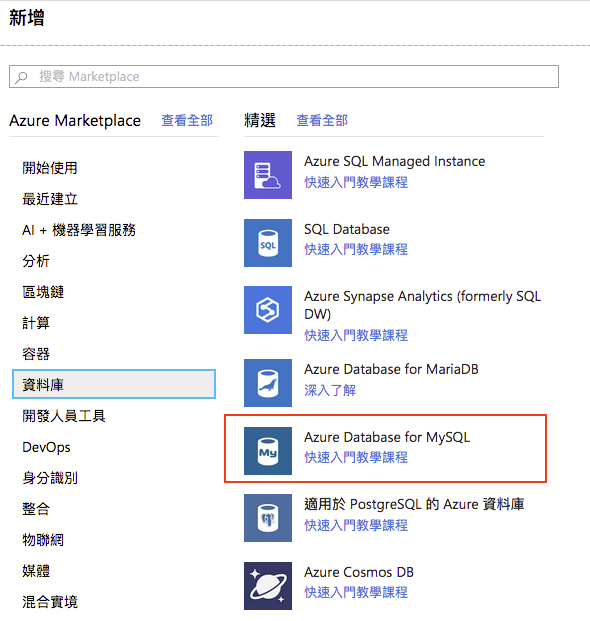 新增
搜尋 Marketplace
Azure Marketplace
查看全部
開始使用
最近建立
AI + 機器學習服務
分析
區塊鏈
計算
容器
資料庫
開發人員工具
DevOps
身分識別
整合
物聯網
媒體
混合實境
精選
查看全部
Azure SQL Managed Instance
快速入門教學課程
SQL
SQL Database
快速入門教學課程
Azure Synapse Analytics (formerly SQL
DW)
快速入門教學課程
Azure Database for MariaDB
深入了解
My
Azure Database for MySQL
快速入門教學課程
適用於 PostgreSQL 的 Azure 資料庫
快速入門教學課程
Azure Cosmos DB
快速入門教學課程